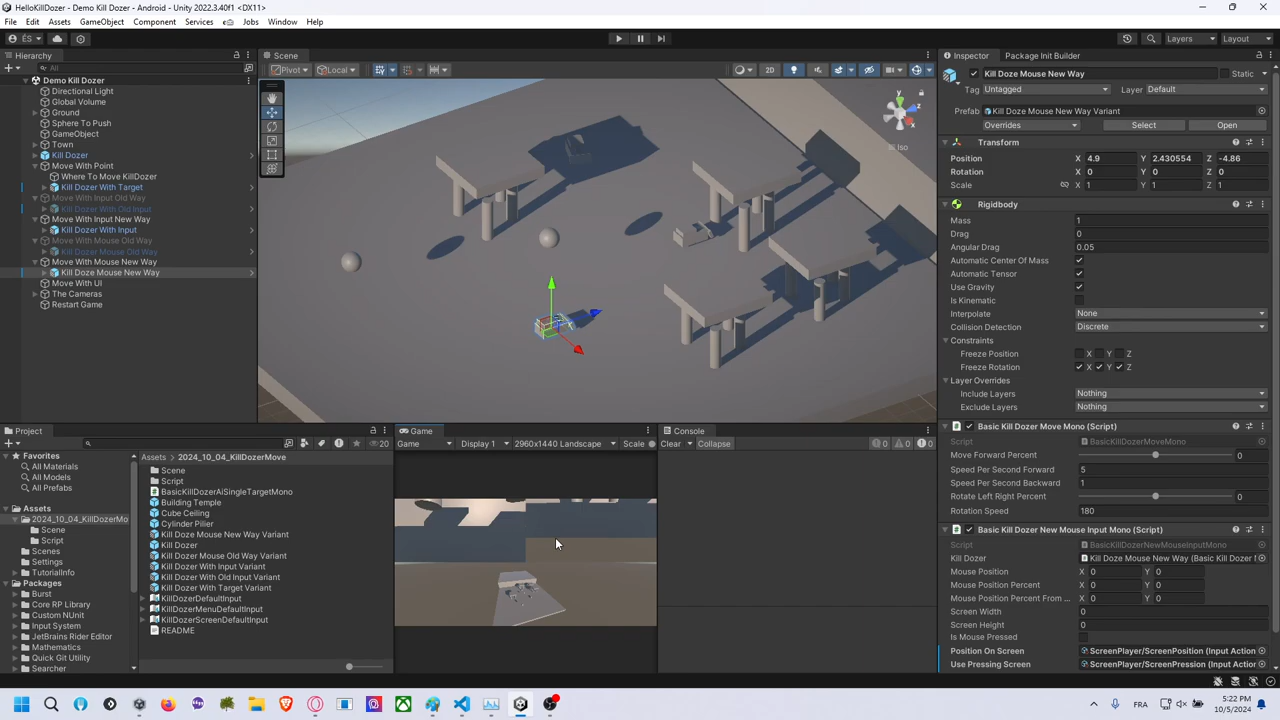 HelloKillDozer - Demo Kill Dozer - Android - Unity 2022.3.40f1 <DX11>
File Edit Assets GameObject Component Services Jobs Window Help
ÉS
Layers
Layout
Hierarchy
All
Demo Kill Dozer
Directional Light
Global Volume
Ground
Sphere To Push
GameObject
Town
Kill Dozer
Move With Point
Where To Move KillDozer
Kill Dozer With Target
Move With Input Old Way
Kill Dozer With Old Input
Move With Input New Way
Kill Dozer With Input
Move With Mouse Old Way
Kill Dozer Mouse Old Way
Move With Mouse New Way
Kill Doze Mouse New Way
Move With UI
The Cameras
Restart Game
Scene
Pivot
Local
2D
y
z
x
Iso
Inspector
Package Init Builder
Kill Doze Mouse New Way
Static
Tag Untagged
Layer Default
Prefab Kill Doze Mouse New Way Variant
Overrides
Select
Open
Transform
Position X 4.9 Y 2.430554 Z -4.86
Rotation X 0 Y 0 Z -0
Scale X 1 Y 1 Z 1
Rigidbody
Mass 1
Drag 0
Angular Drag 0.05
Automatic Center Of Mass
Automatic Tensor
Use Gravity
Is Kinematic
Interpolate None
Collision Detection Discrete
Constraints
Freeze Position X Y Z
Freeze Rotation X Y Z
Layer Overrides
Include Layers Nothing
Exclude Layers Nothing
Basic Kill Dozer Move Mono (Script)
Script BasicKillDozerMoveMono
Move Forward Percent 0
Speed Per Second Forward 5
Speed Per Second Backward 1
Rotate Left Right Percent 0
Rotation Speed 180
Basic Kill Dozer New Mouse Input Mono (Script)
Script BasicKillDozerNewMouseInputMono
Kill Dozer Kill Doze Mouse New Way (Basic Kill Dozer
Mouse Position X 0 Y 0
Mouse Position Percent X 0 Y 0
Mouse Position Percent From ... X 0 Y 0
Screen Width 0
Screen Height 0
Is Mouse Pressed
Position On Screen ScreenPlayer/ScreenPosition (Input Action
Use Pressing Screen ScreenPlayer/ScreenPression (Input Action
Project
20
Favorites
All Materials
All Models
All Prefabs
Assets
2024_10_04_KillDozerMo
Scene
Script
Scenes
Settings
TutorialInfo
Packages
Burst
Core RP Library
Custom NUnit
Input System
JetBrains Rider Editor
Mathematics
Quick Git Utility
Searcher
Assets > 2024_10_04_KillDozerMove
Scene
Script
BasicKillDozerAiSingleTargetMono
Building Temple
Cube Ceiling
Cylinder Pilier
Kill Doze Mouse New Way Variant
Kill Dozer
Kill Dozer Mouse Old Way Variant
Kill Dozer With Input Variant
Kill Dozer With Old Input Variant
Kill Dozer With Target Variant
KillDozerDefaultInput
KillDozerMenuDefaultInput
KillDozerScreenDefaultInput
README
Game
Game
Display 1
2960x1440 Landscape
Scale
Console
Clear
Collapse
0 0 0
FRA
5:22 PM
10/5/2024